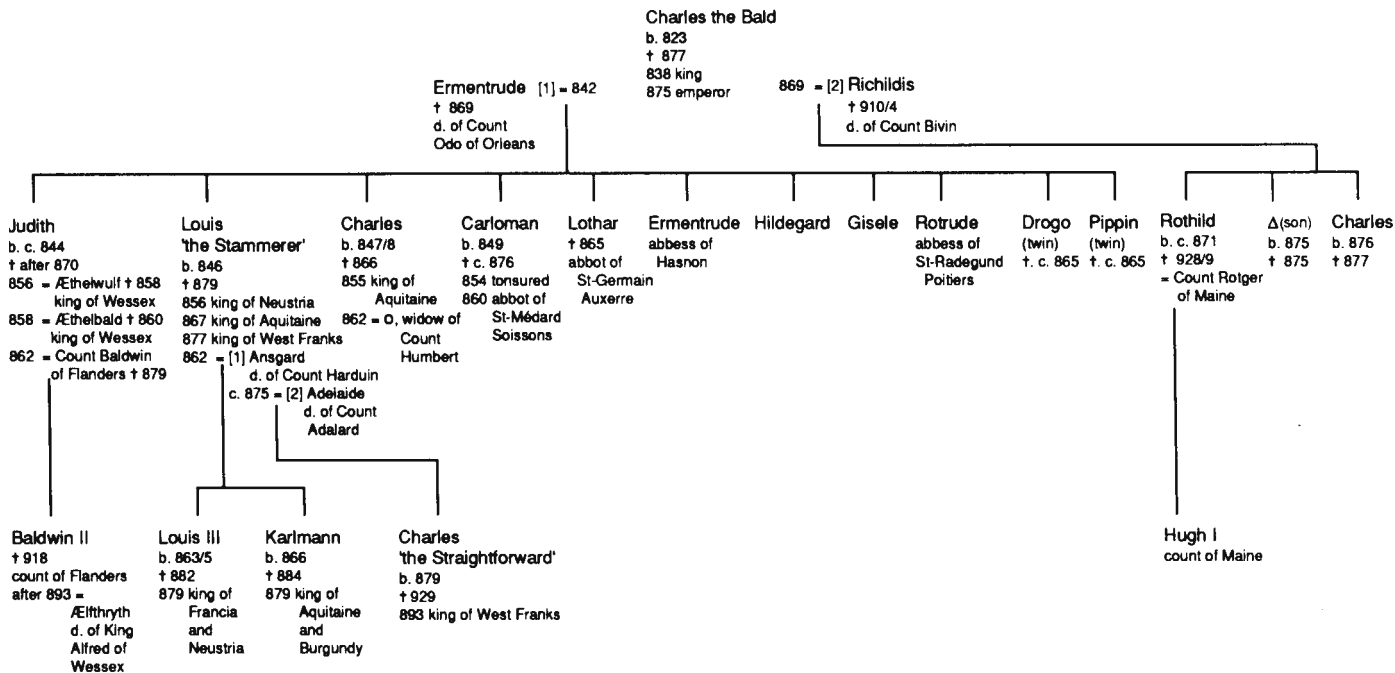 Charles the Bald
b. 823
† 877
838 king
875 emperor
Ermentrude [1] = 842
† 869
d. of Count
Odo of Orleans
869 = [2] Richildis
† 910/4
d. of Count Bivin
Judith
b. c. 844
† after 870
856 = Æthelwulf † 858
king of Wessex
858 = Æthelbald † 860
king of Wessex
862 = Count Baldwin
of Flanders † 879
Louis
'the Stammerer'
b. 846
† 879
856 king of Neustria
867 king of Aquitaine
877 king of West Franks
862 = [1] Ansgard
d. of Count Harduin
c. 875 = [2] Adelaide
d. of Count
Adalard
Charles
b. 847/8
† 866
855 king of
Aquitaine
862 = O, widow of
Count
Humbert
Carloman
b. 849
† c. 876
854 tonsured
860 abbot of
St-Médard
Soissons
Lothar
† 865
abbot of
St-Germain
Auxerre
Ermentrude
abbess of
Hasnon
Hildegard
Gisele
Rotrude
abbess of
St-Radegund
Poitiers
Drogo
(twin)
†. c. 865
Pippin
(twin)
†. c. 865
Rothild
b. c. 871
† 928/9
= Count Rotger
of Maine
Δ (son)
b. 875
† 875
Charles
b. 876
† 877
Baldwin II
† 918
count of Flanders
after 893 =
Ælfthryth
d. of King
Alfred of
Wessex
Louis III
b. 863/5
† 882
879 king of
Francia
and
Neustria
Karlmann
b. 866
† 884
879 king of
Aquitaine
and
Burgundy
Charles
'the Straightforward'
b. 879
† 929
893 king of West Franks
Hugh I
count of Maine